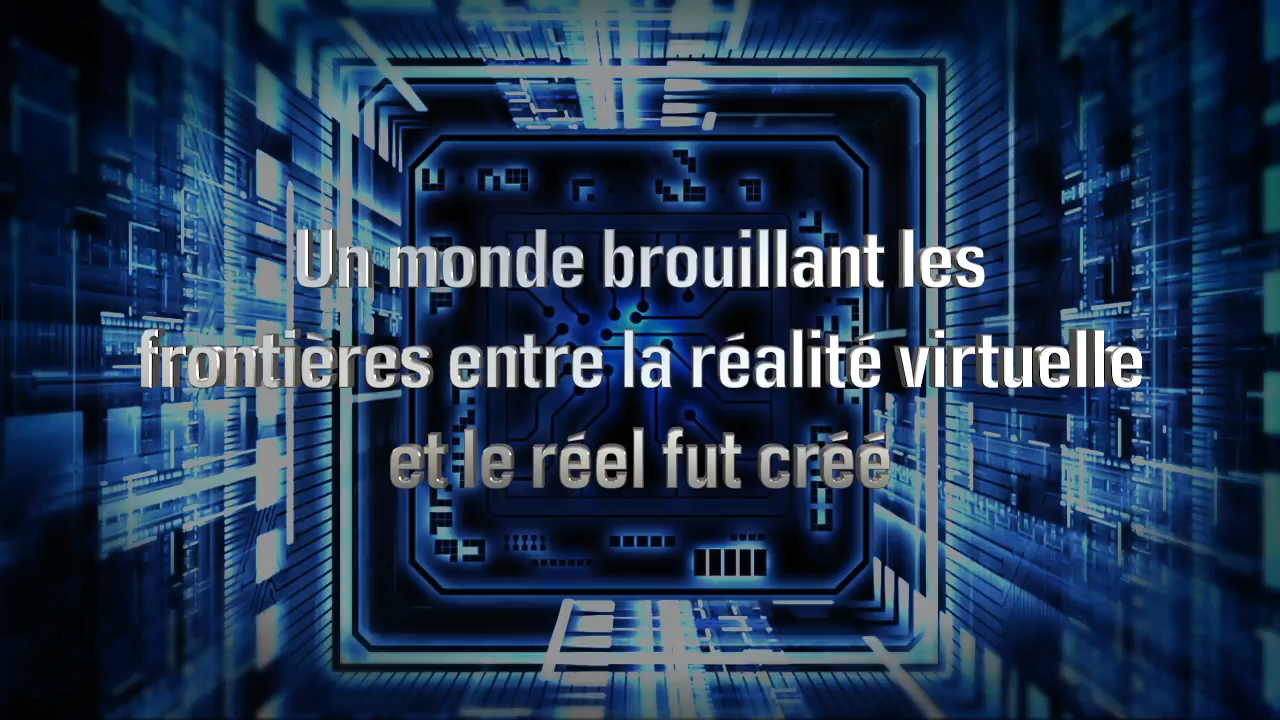 Un monde brouillant les
frontières entre la réalité virtuelle
et le réel fut créé